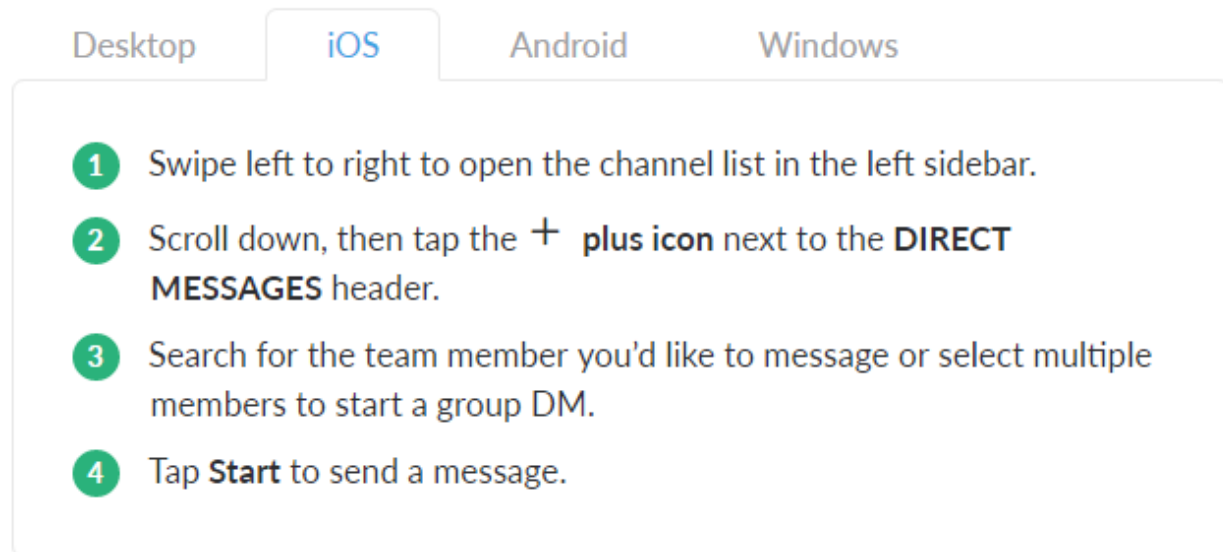 Desktop iOS Android Windows
1 Swipe left to right to open the channel list in the left sidebar.
2 Scroll down, then tap the + plus icon next to the DIRECT
MESSAGES header.
3 Search for the team member you’d like to message or select multiple
members to start a group DM.
4 Tap Start to send a message.